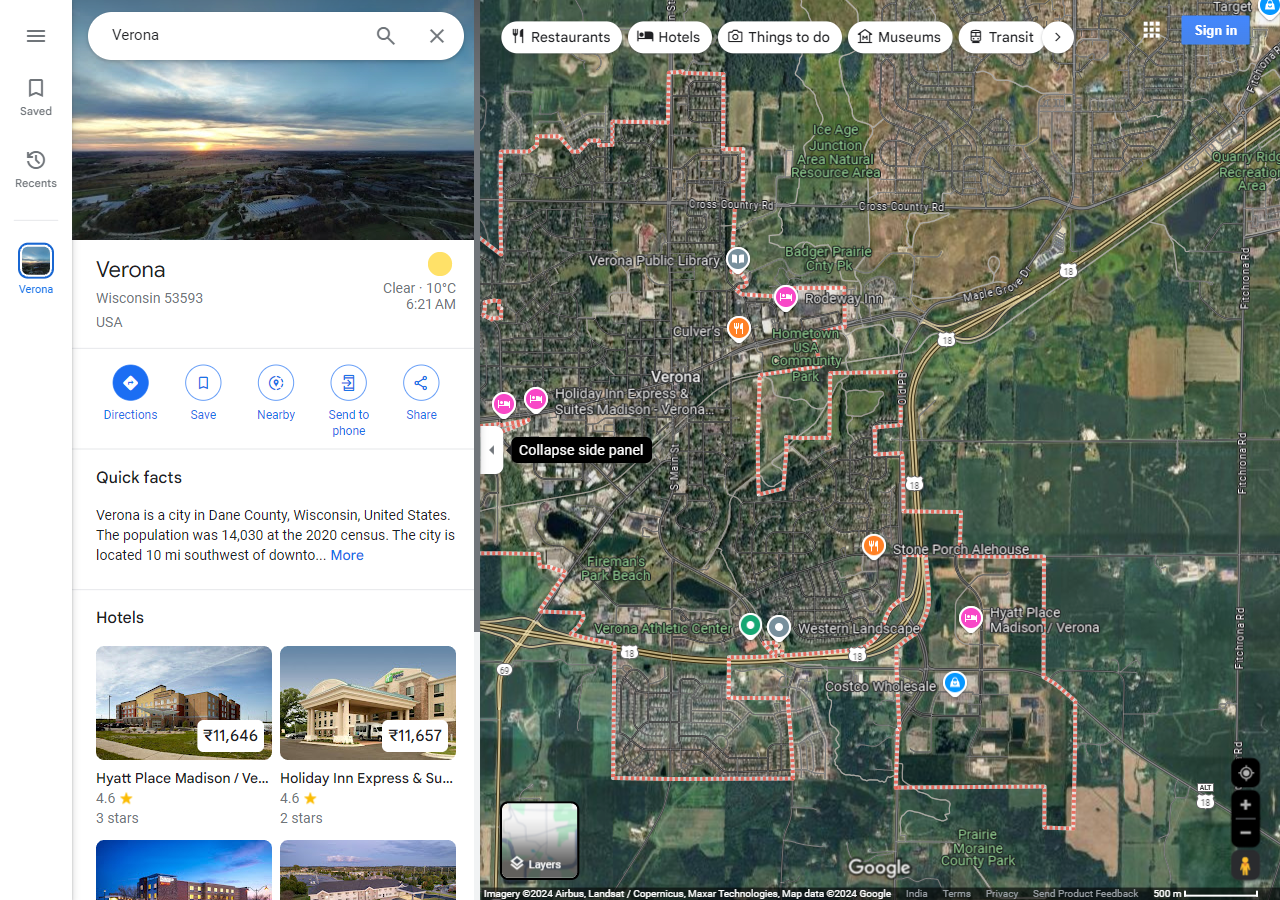 Verona
Saved
Recents
Verona
Restaurants
Hotels
Things to do
Museums
Transit
Sign in
Verona
Wisconsin 53593
USA
Clear · 10°C
6:21 AM
Directions
Save
Nearby
Send to
phone
Share
Quick facts
Verona is a city in Dane County, Wisconsin, United States.
The population was 14,030 at the 2020 census. The city is
located 10 mi southwest of downto... More
Hotels
₹11,646
₹11,657
Hyatt Place Madison / Ve...
Holiday Inn Express & Su...
4.6
4.6
3 stars
2 stars
Target
Fitchrona R
Ice Age
Junction
Area Natural
Resource Area
Quarry Ridg
Recreation
Area
Cross Country Rd
Cross Country Rd
Verona Public Library
Badger Prairie
Cnty Pk
Maple Grove Dr
18
Fitchrona Rd
Rodeway Inn
Culver's
Hometown
USA
Community
Park
18
Verona
Old PB
Holiday Inn Express &
Suites Madison - Verona...
Collapse side panel
S Main St
Fitchrona Rd
18
Stone Porch Alehouse
Fireman's
Park Beach
Hyatt Place
Madison / Verona
Verona Athletic Center
Western Landscape
Fitchrona Rd
18
18
69
Costco Wholesale
Rd
ALT
18
Prairie
Moraine
County Park
Layers
Google
Imagery ©2024 Airbus, Landsat / Copernicus, Maxar Technologies, Map data ©2024 Google
India
Terms
Privacy
Send Product Feedback
500 m